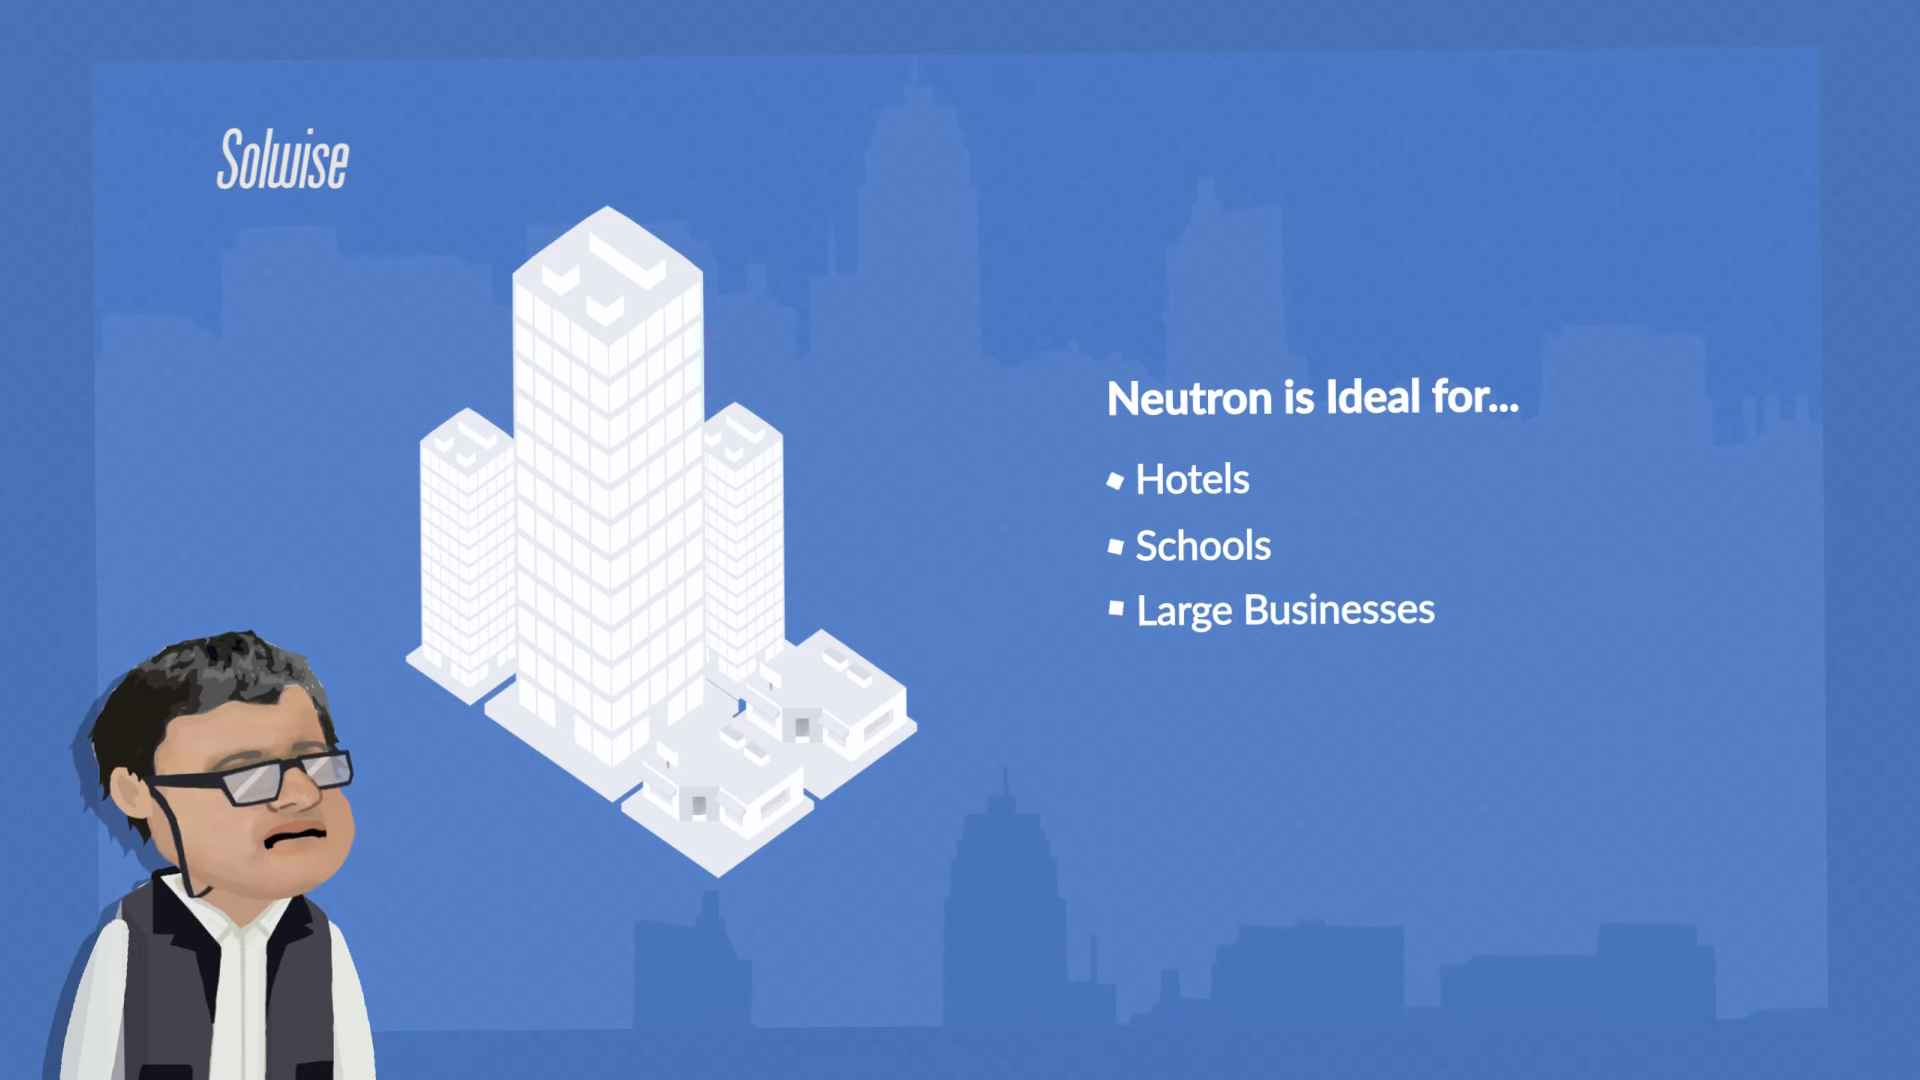 Solwise
Neutron is Ideal for...
Hotels
Schools
Large Businesses